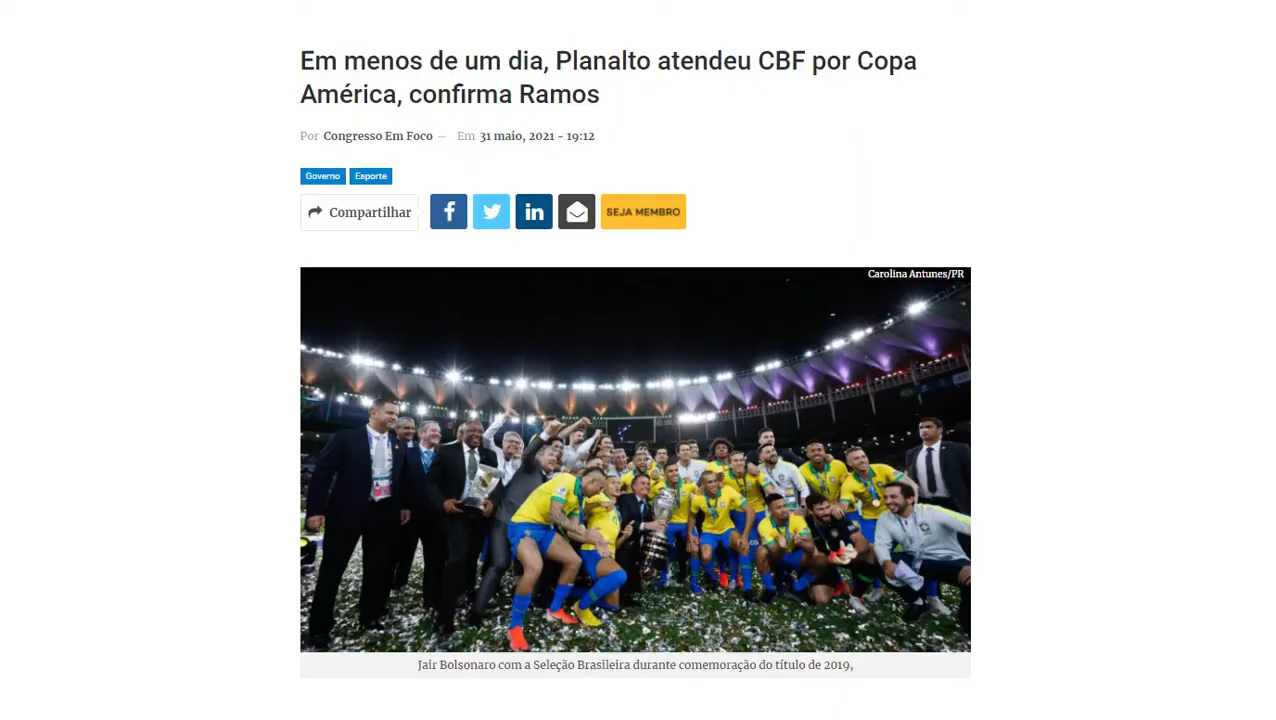 Em menos de um dia, Planalto atendeu CBF por Copa
América, confirma Ramos
Por Congresso Em Foco — Em 31 maio, 2021 - 19:12
Governo Esporte
Compartilhar f in SEJA MEMBRO
Carolina Antunes/PR
Jair Bolsonaro com a Seleção Brasileira durante comemoração do título de 2019,